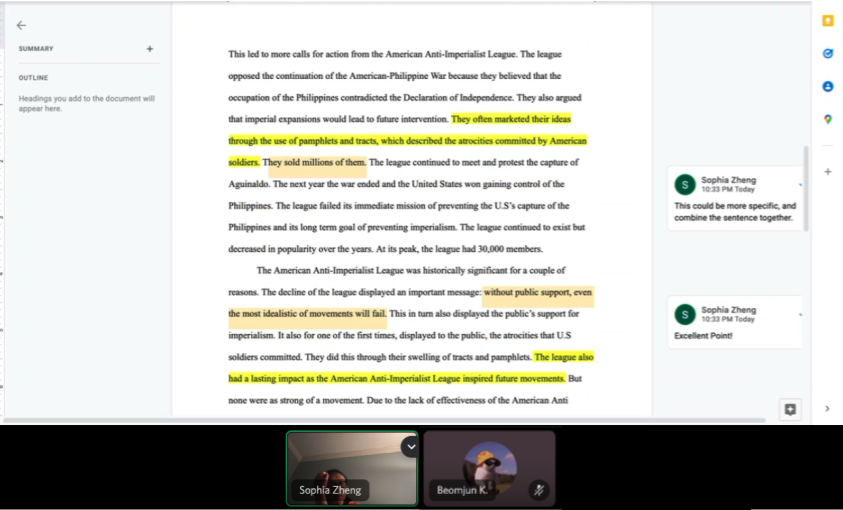 SUMMARY
+
OUTLINE
Headings you add to the document will
appear here.
This led to more calls for action from the American Anti-Imperialist League. The league
opposed the continuation of the American-Philippine War because they believed that the
occupation of the Philippines contradicted the Declaration of Independence. They also argued
that imperial expansions would lead to future intervention. They often marketed their ideas
through the use of pamphlets and tracts, which described the atrocities committed by American
soldiers. They sold millions of them. The league continued to meet and protest the capture of
Aguinaldo. The next year the war ended and the United States won gaining control of the
Philippines. The league failed its immediate mission of preventing the U.S's capture of the
Philippines and its long term goal of preventing imperialism. The league continued to exist but
decreased in popularity over the years. At its peak, the league had 30,000 members.
The American Anti-Imperialist League was historically significant for a couple of
reasons. The decline of the league displayed an important message: without public support, even
the most idealistic of movements will fail. This in turn also displayed the public's support for
imperialism. It also for one of the first times, displayed to the public, the atrocities that U.S
soldiers committed. They did this through their swelling of tracts and pamphlets. The league also
had a lasting impact as the American Anti-Imperialist League inspired future movements. But
none were as strong of a movement. Due to the lack of effectiveness of the American Anti
S
Sophia Zheng
10:33 PM Today
This could be more specific, and
combine the sentence together.
S
Sophia Zheng
10:33 PM Today
Excellent Point!
Sophia Zheng
Beomjun K.